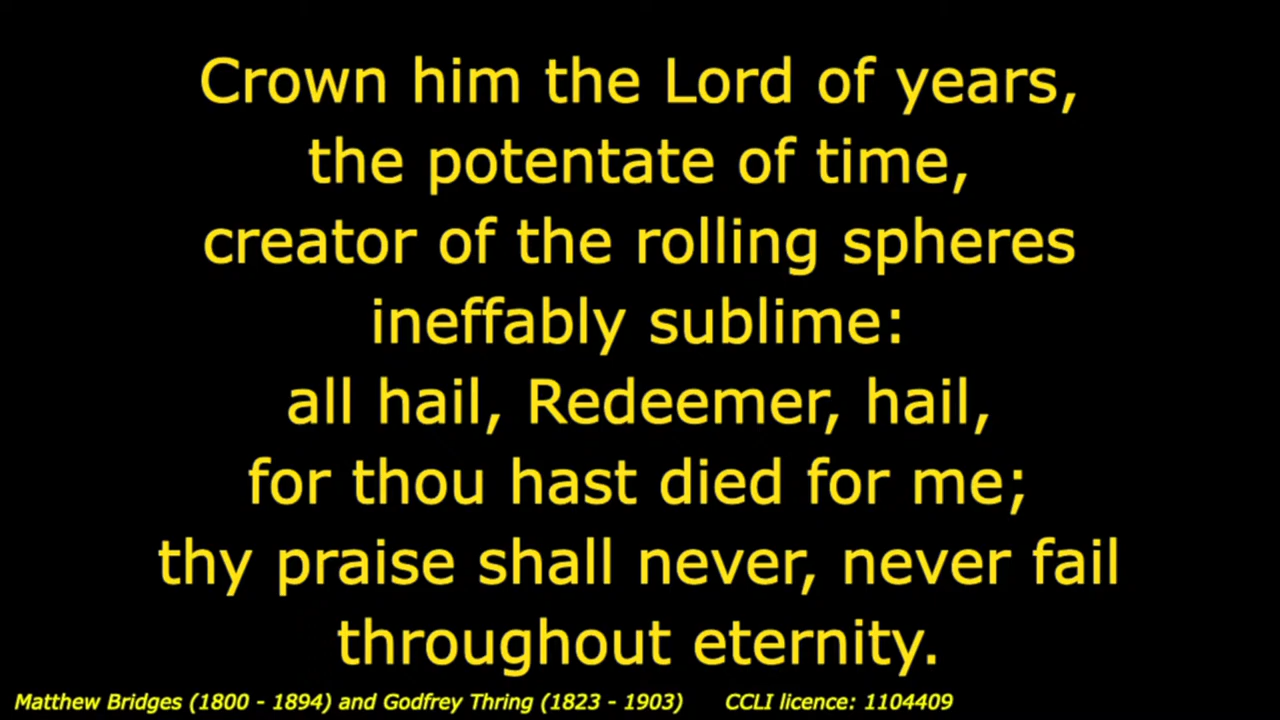 Crown him the Lord of years,
the potentate of time,
creator of the rolling spheres
ineffably sublime:
all hail, Redeemer, hail,
for thou hast died for me;
thy praise shall never, never fail
throughout eternity.
Matthew Bridges (1800 - 1894) and Godfrey Thring (1823 - 1903) CCLI licence: 1104409